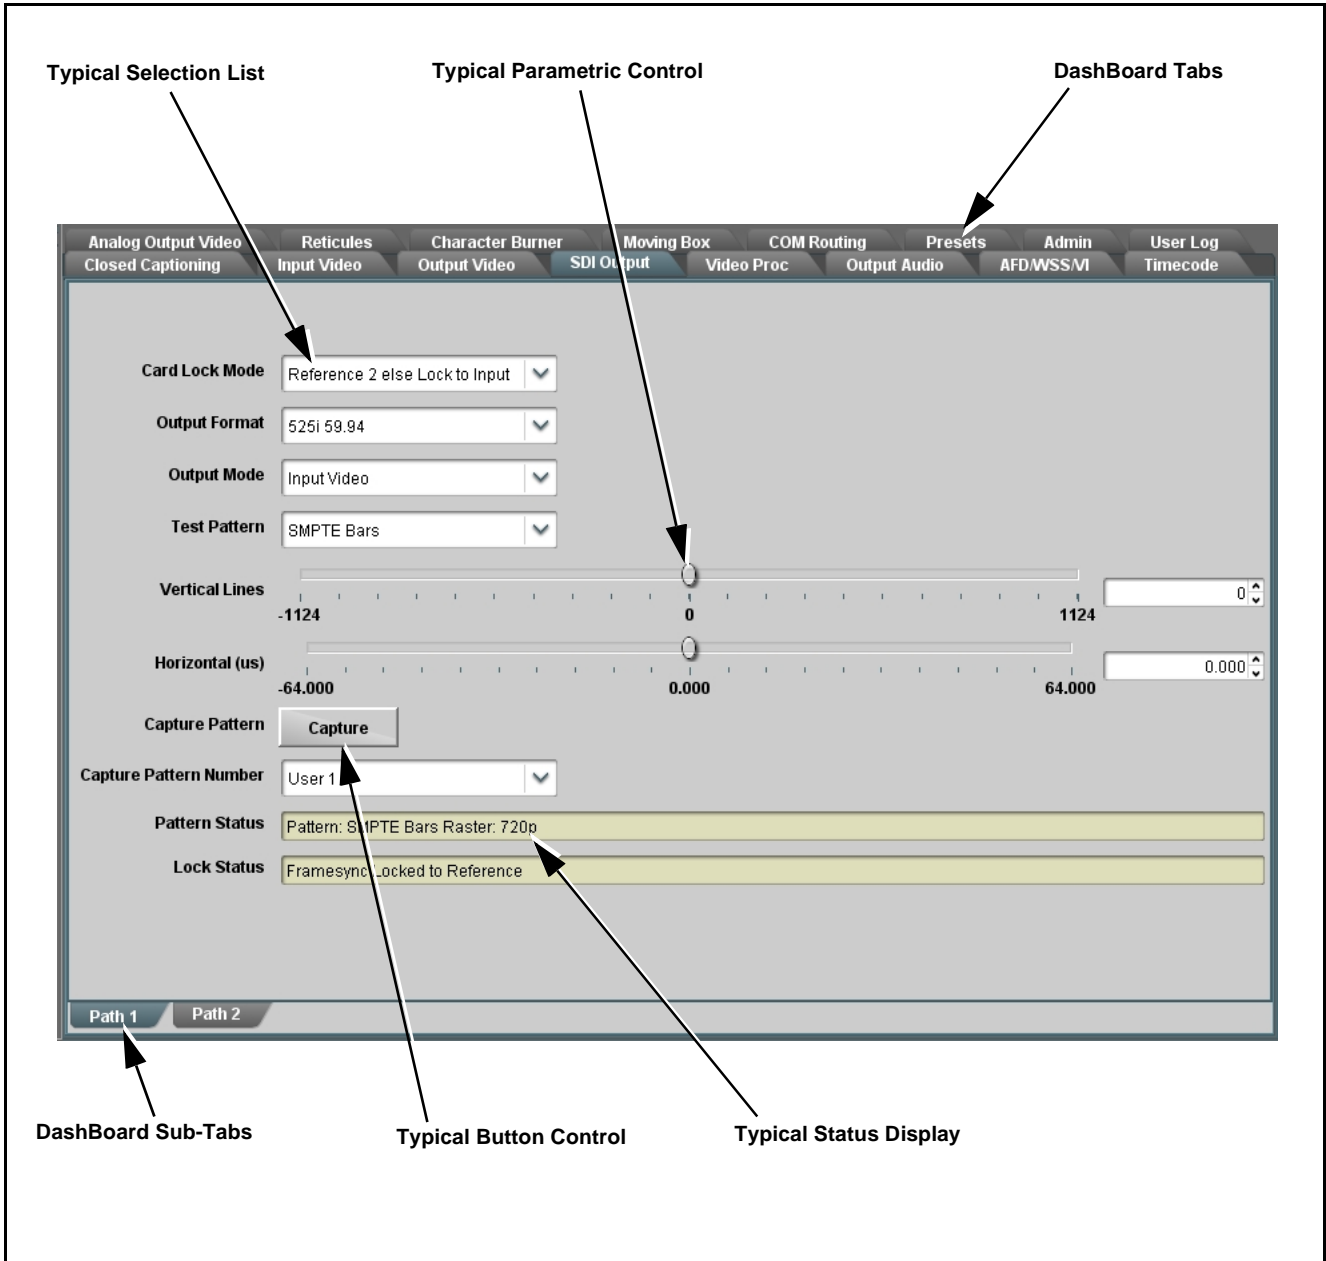 Typical Selection List Typical Parametric Control DashBoard Tabs
Analog Output Video Reticules Character Burner Moving Box COM Routing Presets Admin User Log
Closed Captioning Input Video Output Video SDI Output Video Proc Output Audio AFD/WSS/VI Timecode
Card Lock Mode Reference 2 else Lock to Input
Output Format 525i 59.94
Output Mode Input Video
Test Pattern SMPTE Bars
Vertical Lines 0
-1124 0 1124
Horizontal (us) 0.000
-64.000 0.000 64.000
Capture Pattern Capture
Capture Pattern Number User 1
Pattern Status Pattern: SMPTE Bars Raster: 720p
Lock Status Framesync Locked to Reference
Path 1 Path 2
DashBoard Sub-Tabs Typical Button Control Typical Status Display